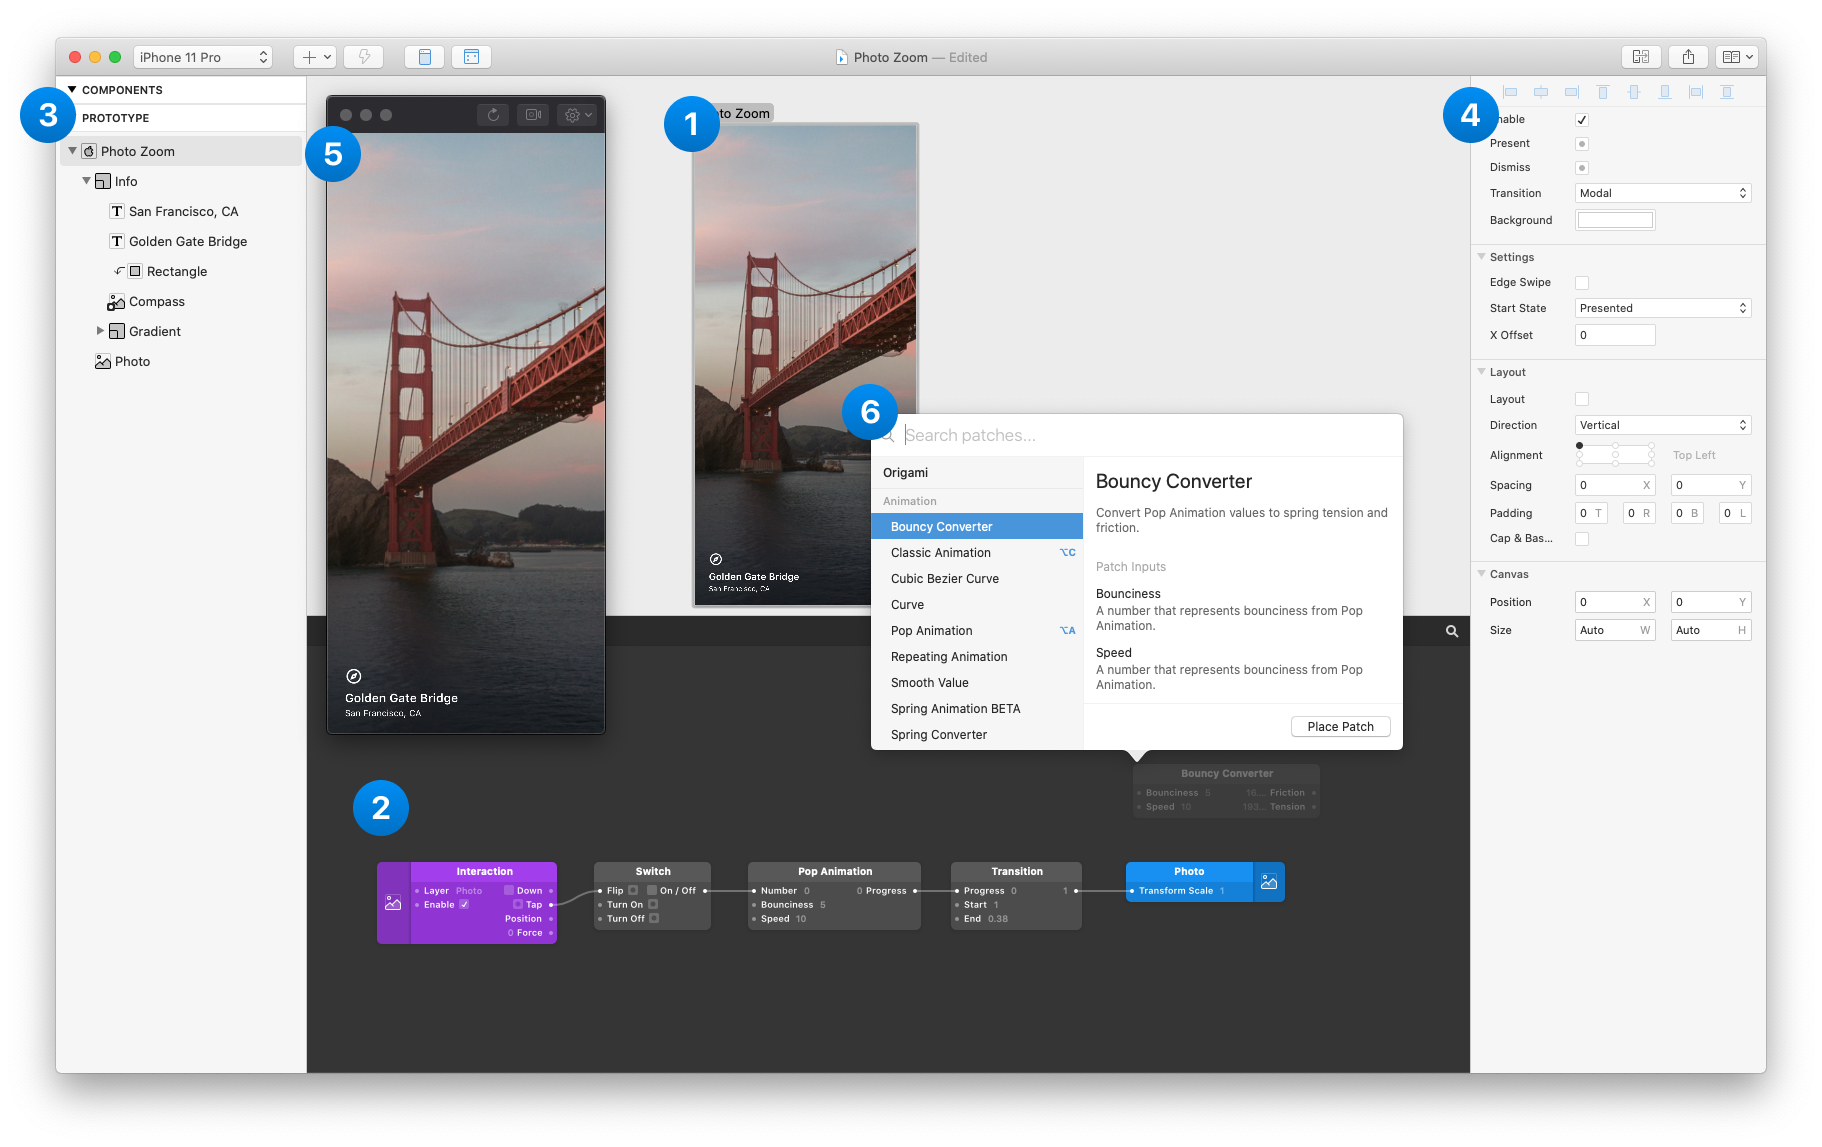 iPhone 11 Pro
Photo Zoom — Edited
COMPONENTS
PROTOTYPE
3
Photo Zoom
Info
San Francisco, CA
Golden Gate Bridge
Rectangle
Compass
Gradient
Photo
5
Golden Gate Bridge
San Francisco, CA
1
to Zoom
Golden Gate Bridge
San Francisco, CA
6
Search patches...
Origami
Animation
Bouncy Converter
Classic Animation ⌥C
Cubic Bezier Curve
Curve
Pop Animation ⌥A
Repeating Animation
Smooth Value
Spring Animation BETA
Spring Converter
Bouncy Converter
Convert Pop Animation values to spring tension and
friction.
Patch Inputs
Bounciness
A number that represents bounciness from Pop
Animation.
Speed
A number that represents bounciness from Pop
Animation.
Place Patch
4
nable
Present
Dismiss
Transition Modal
Background
Settings
Edge Swipe
Start State Presented
X Offset 0
Layout
Layout
Direction Vertical
Alignment Top Left
Spacing 0 X 0 Y
Padding 0 T 0 R 0 B 0 L
Cap & Bas...
Canvas
Position 0 X 0 Y
Size Auto W Auto H
2
Bouncy Converter
Bounciness 5 18... Friction
Speed 10 193... Tension
Interaction
Layer Photo Down
Enable Tap
Position
0 Force
Switch
Flip On / Off
Turn On
Turn Off
Pop Animation
Number 0 0 Progress
Bounciness 5
Speed 10
Transition
Progress 0 1
Start 1
End 0.38
Photo
Transform Scale 1